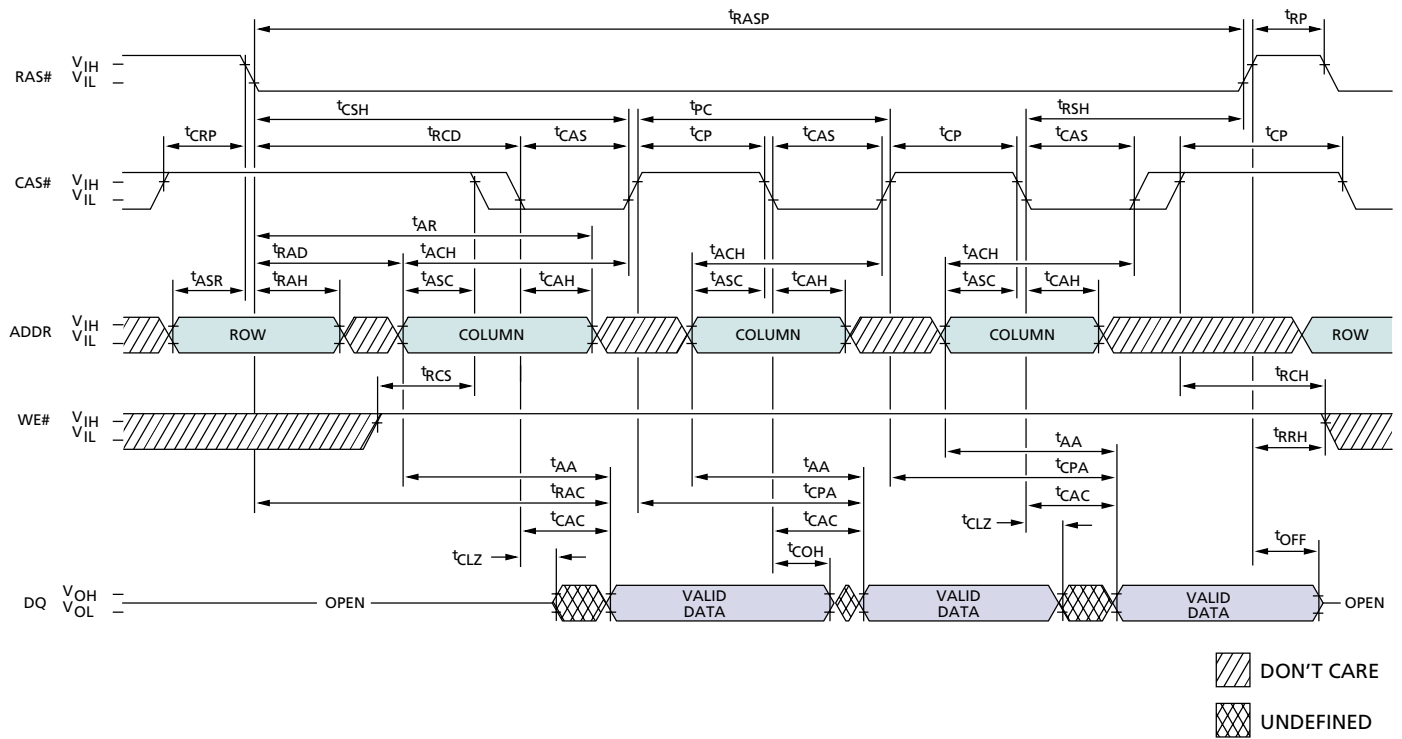 tRASP tRP
RAS# VIH
VIL
tCSH tPC tRSH
tCRP tRCD tCAS tCP tCAS tCP tCAS tCP
CAS# VIH
VIL
tAR
tRAD tACH tACH tACH
tASR tRAH tASC tCAH tASC tCAH tASC tCAH
ADDR VIH
VIL
ROW COLUMN COLUMN COLUMN ROW
tRCS tRCH
WE# VIH
VIL
tAA tRRH
tAA tAA tCPA
tRAC tCPA tCAC
tCAC tCAC tCLZ
tCLZ tCOH tOFF
DQ VOH
VOL
OPEN VALID DATA VALID DATA VALID DATA OPEN
DON'T CARE
UNDEFINED